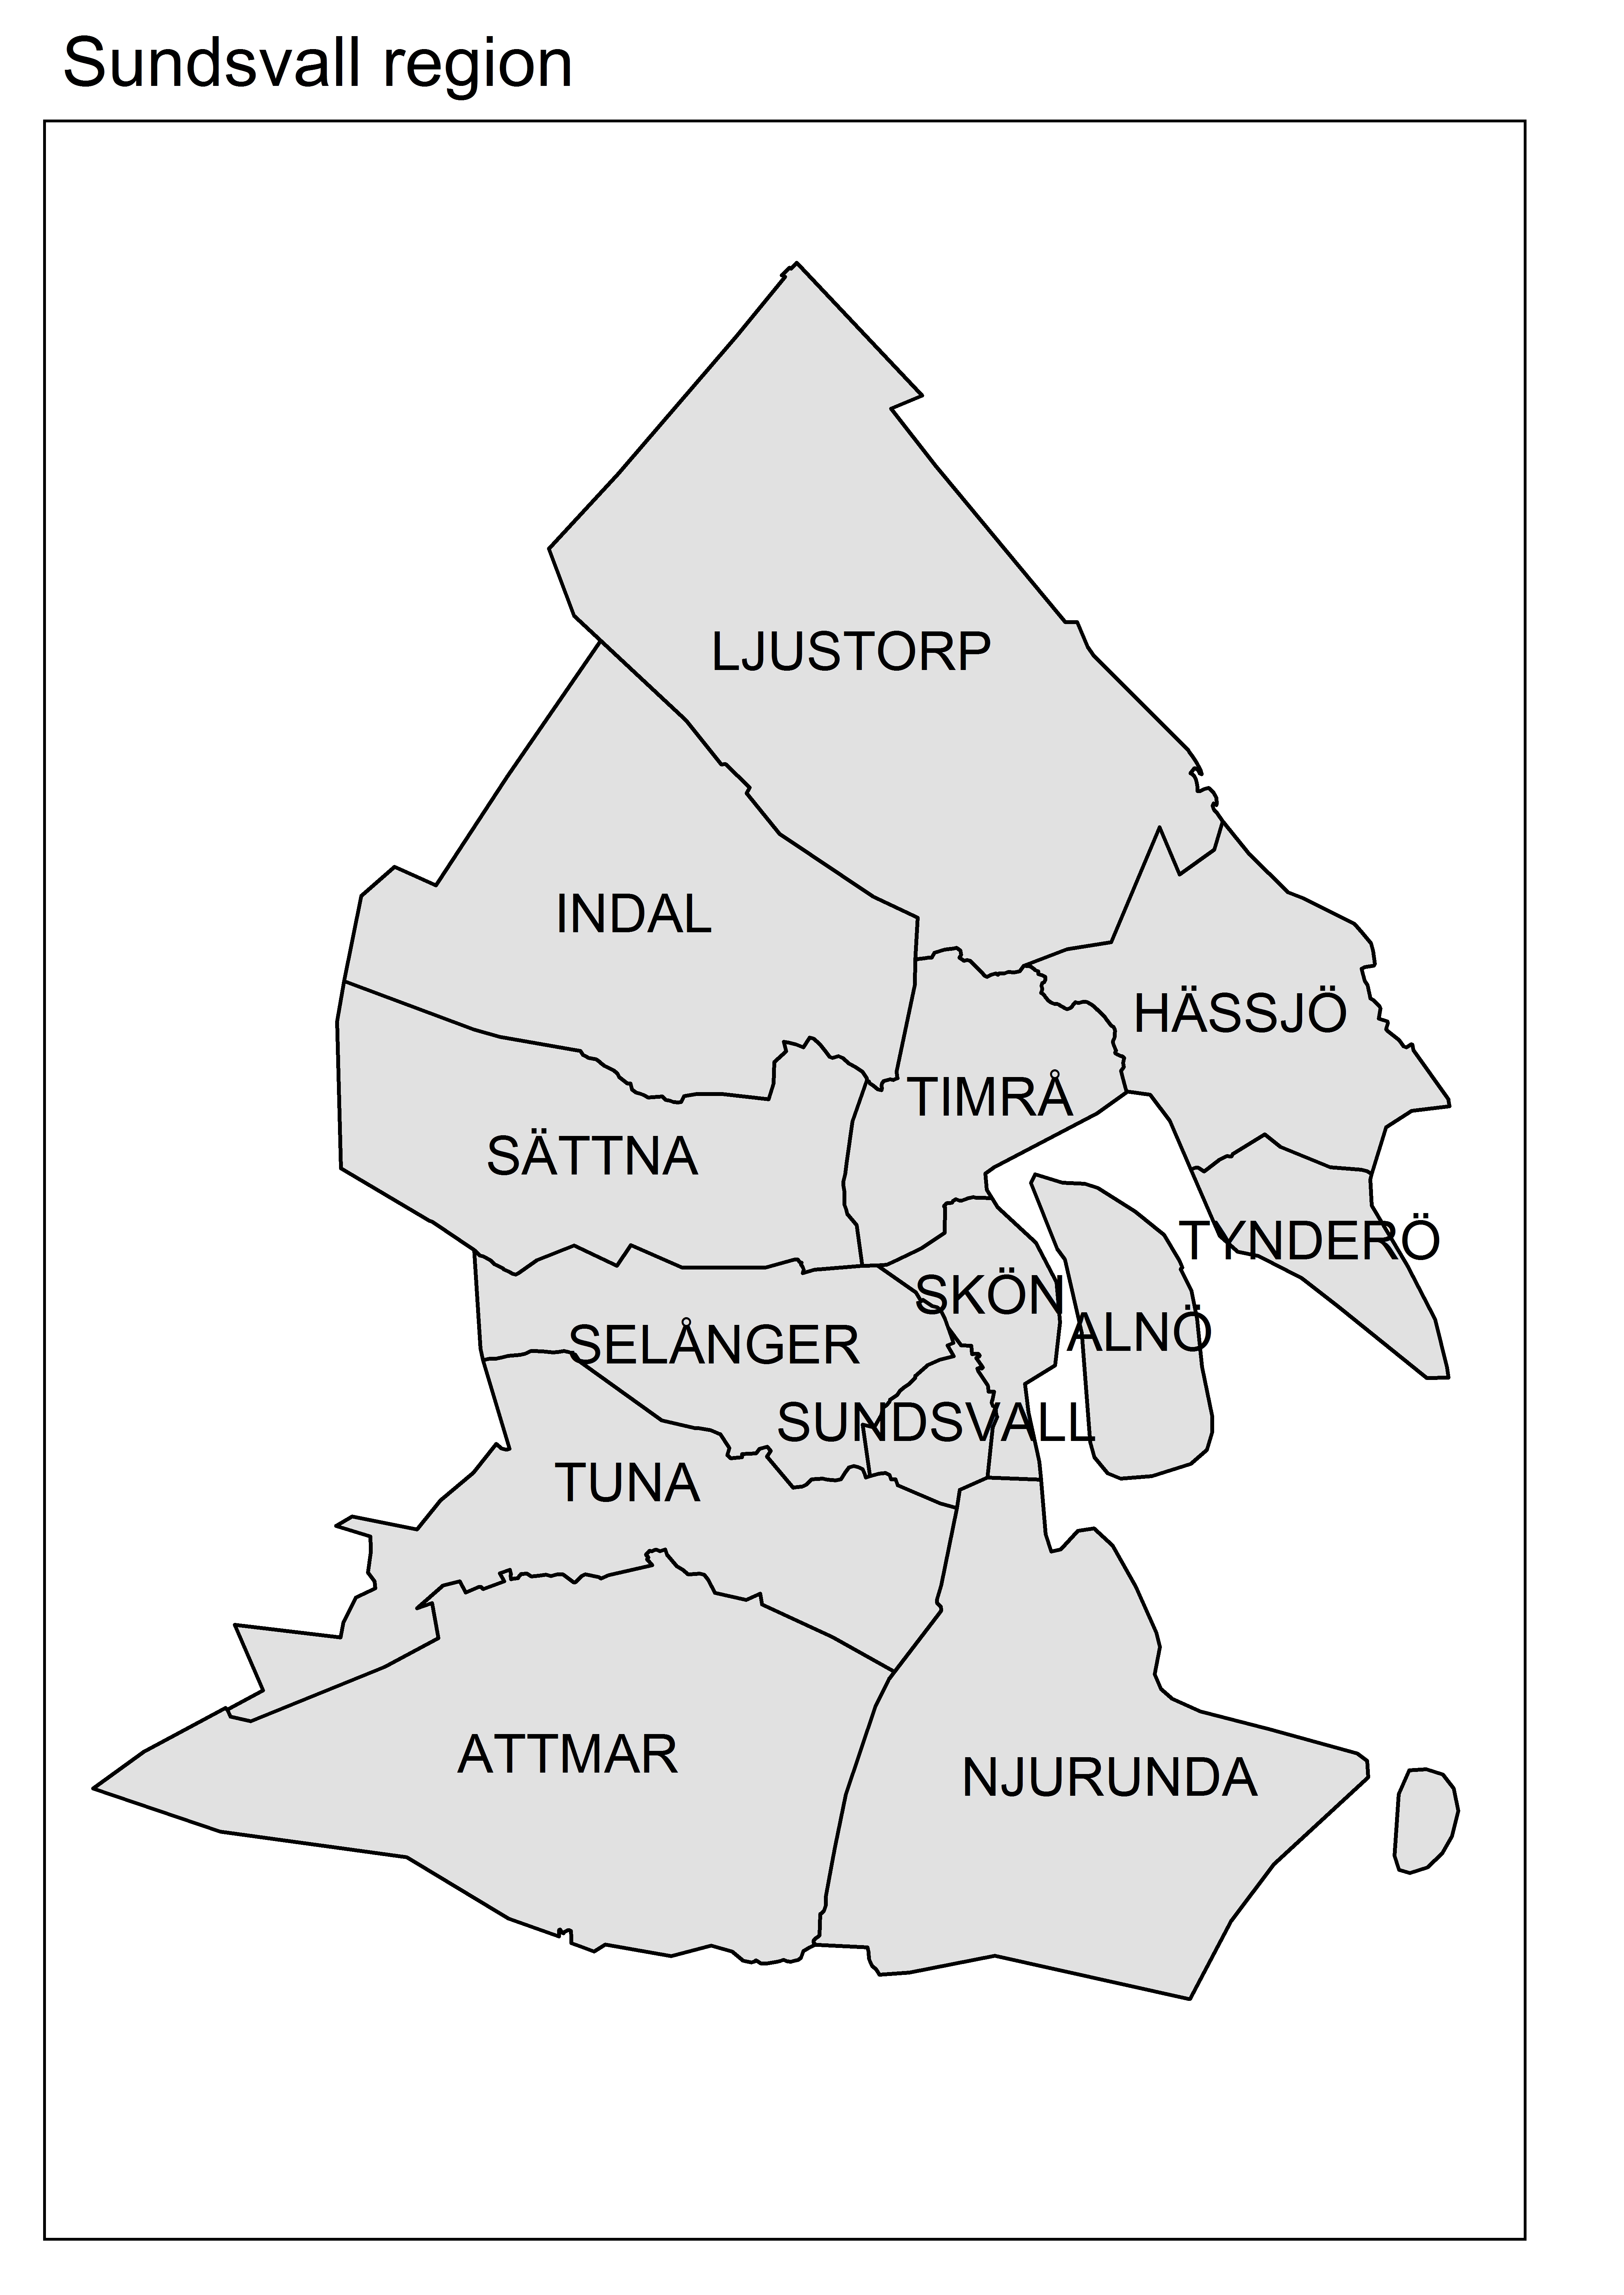 Sundsvall region
LJUSTORP
INDAL
HÄSSJÖ
TIMRÅ
SÄTTNA
TYNDERÖ
SKÖN
ALNÖ
SELÅNGER
SUNDSVALL
TUNA
ATTMAR
NJURUNDA